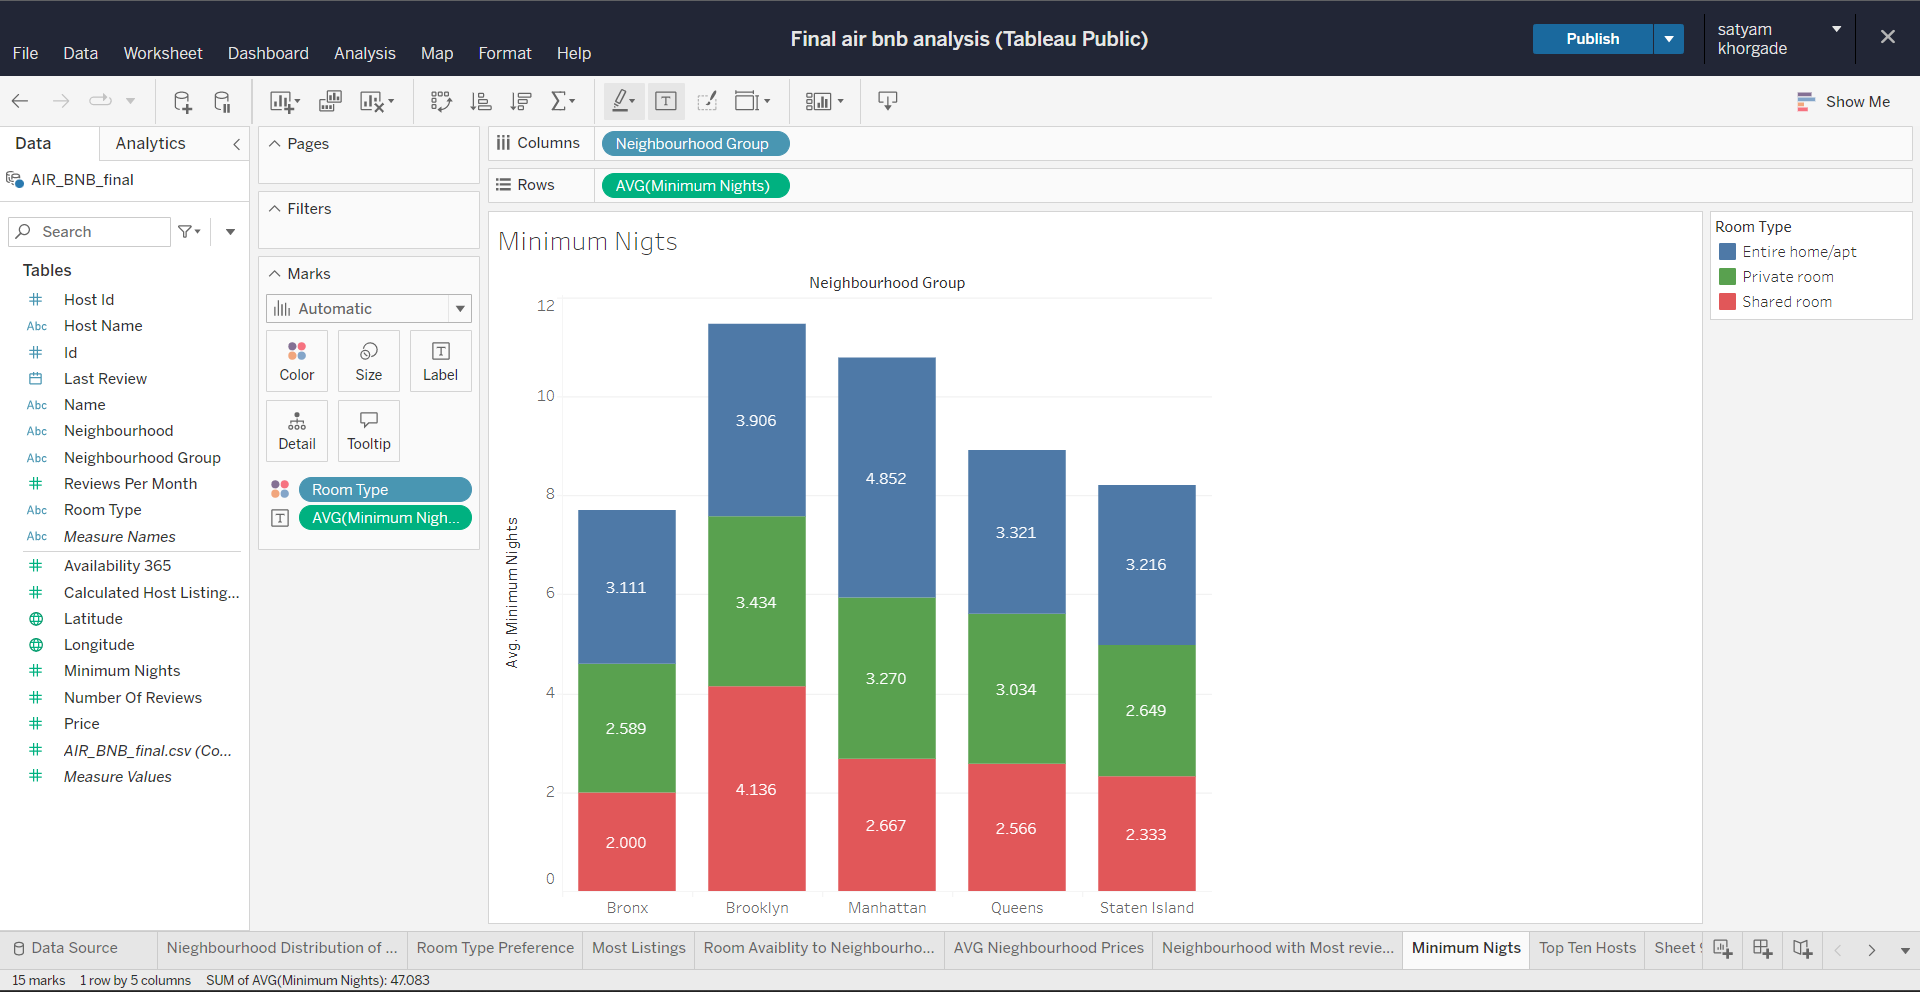 Final air bnb analysis (Tableau Public)
Publish
satyam
khorgade
File Data Worksheet Dashboard Analysis Map Format Help
Show Me
Data Analytics
AIR_BNB_final
Search
Tables
Host Id
Abc Host Name
Id
Last Review
Abc Name
Abc Neighbourhood
Abc Neighbourhood Group
Reviews Per Month
Abc Room Type
Abc Measure Names
Availability 365
Calculated Host Listing...
Latitude
Longitude
Minimum Nights
Number Of Reviews
Price
AIR_BNB_final.csv (Co...
Measure Values
Pages
Filters
Marks
Automatic
Color Size Label
Detail Tooltip
Room Type
AVG(Minimum Nigh...
Columns Neighbourhood Group
Rows AVG(Minimum Nights)
Minimum Nigts
Neighbourhood Group
Avg. Minimum Nights
12
10
8
6
4
2
0
3.111
2.589
2.000
3.906
3.434
4.136
4.852
3.270
2.667
3.321
3.034
2.566
3.216
2.649
2.333
Bronx Brooklyn Manhattan Queens Staten Island
Room Type
Entire home/apt
Private room
Shared room
Data Source Nieghbourhood Distribution of ... Room Type Preference Most Listings Room Avaiblity to Neighbourho... AVG Nieghbourhood Prices Neighbourhood with Most revie... Minimum Nigts Top Ten Hosts Sheet
15 marks 1 row by 5 columns SUM of AVG(Minimum Nights): 47.083